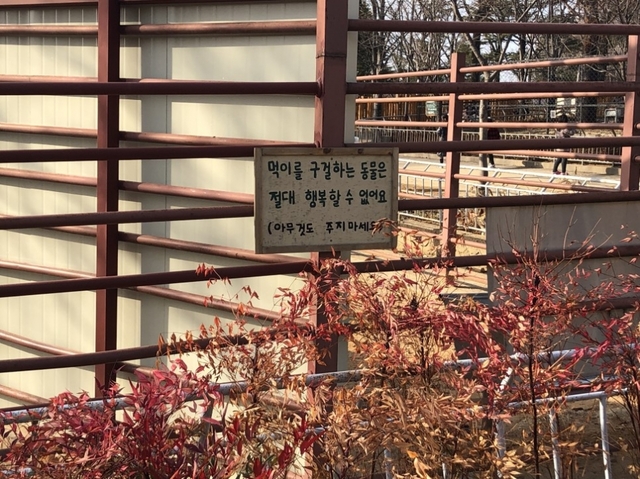 먹이를 구걸하는 동물은
절대 행복할 수 없어요
(아무것도 주지마세요)